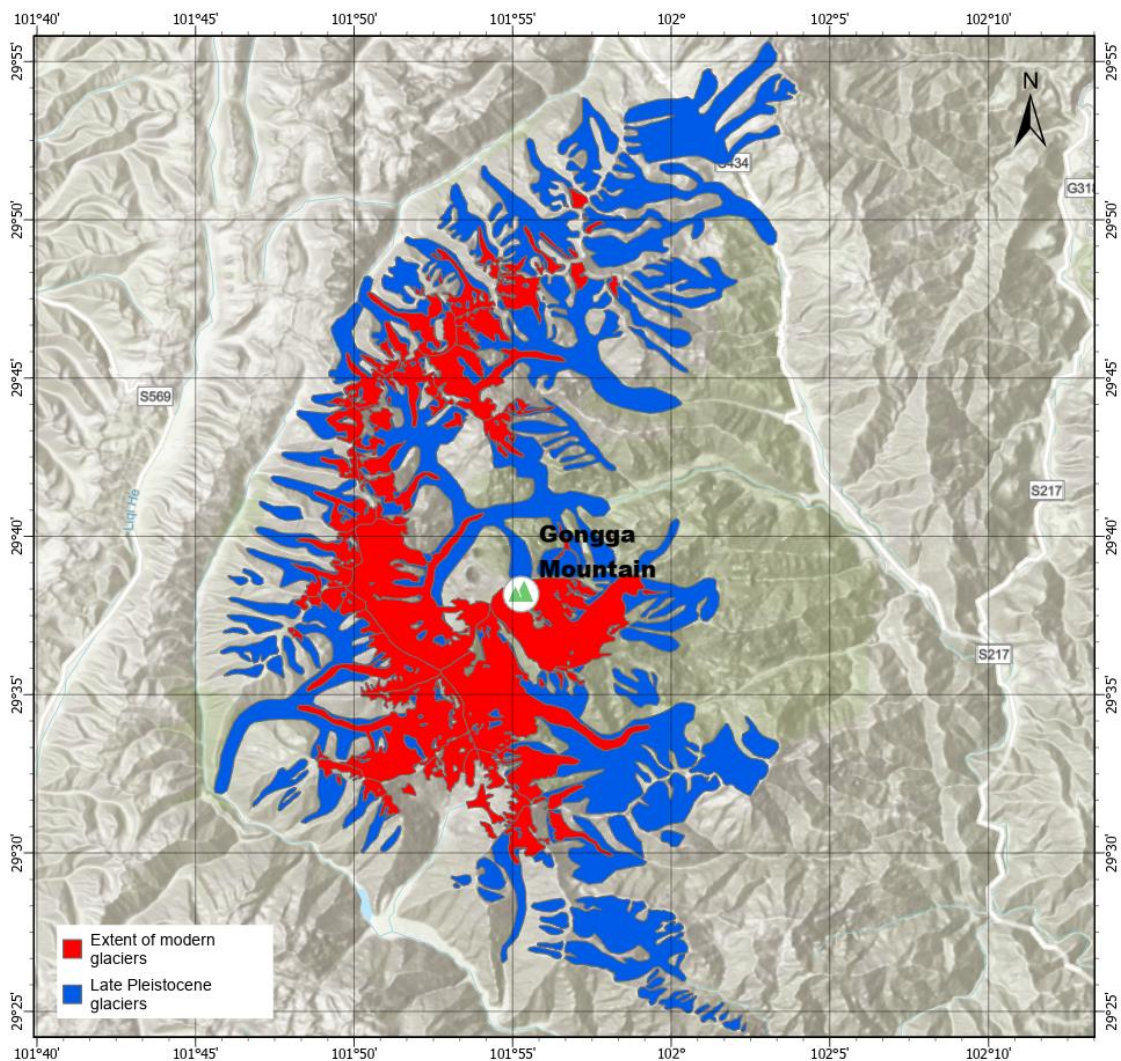 101°40' 101°45' 101°50' 101°55' 102° 102°5' 102°10'
29°55' 29°55'
N
G318
29°50' 29°50'
29°45' 29°45'
S569
S217
Liqi He
29°40' 29°40'
Gongga
Mountain
S217
29°35' 29°35'
29°30' 29°30'
Extent of modern
glaciers
Late Pleistocene
glaciers
29°25' 29°25'
101°40' 101°45' 101°50' 101°55' 102° 102°5' 102°10'